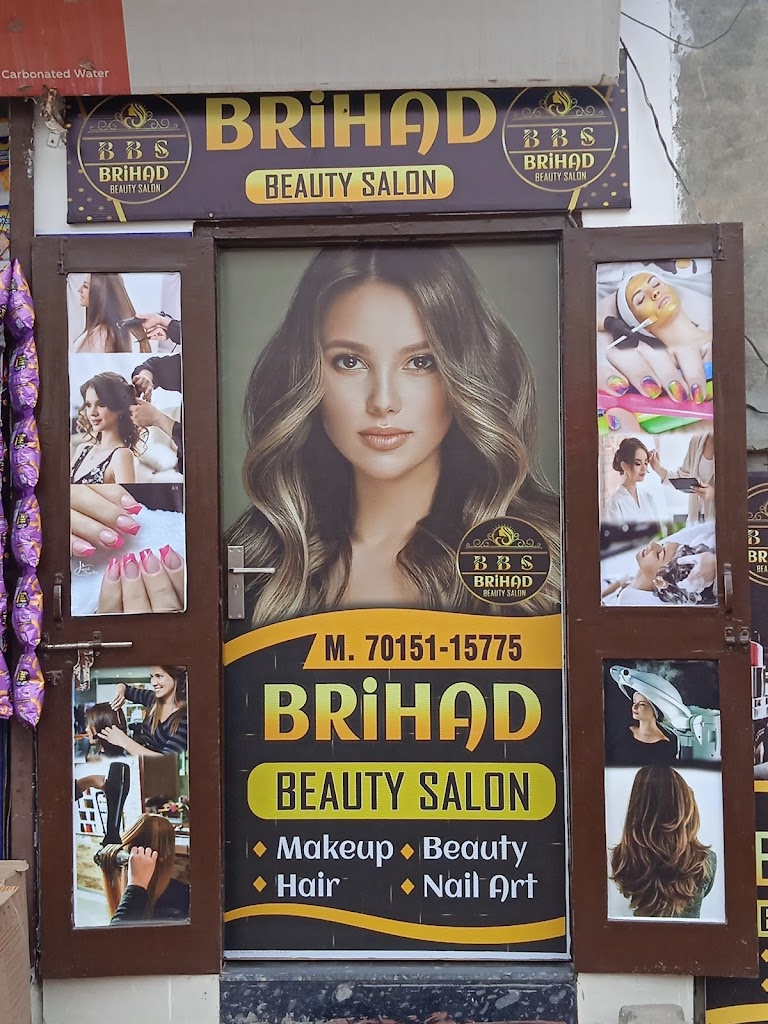 Carbonated Water
BRiHAD
BEAUTY SALON
BBS
BRiHAD
BEAUTY SALON
BBS
BRiHAD
BEAUTY SALON
BBS
BRiHAD
BEAUTY SALON
M. 70151-15775
BRiHAD
BEAUTY SALON
Makeup
Beauty
Hair
Nail Art